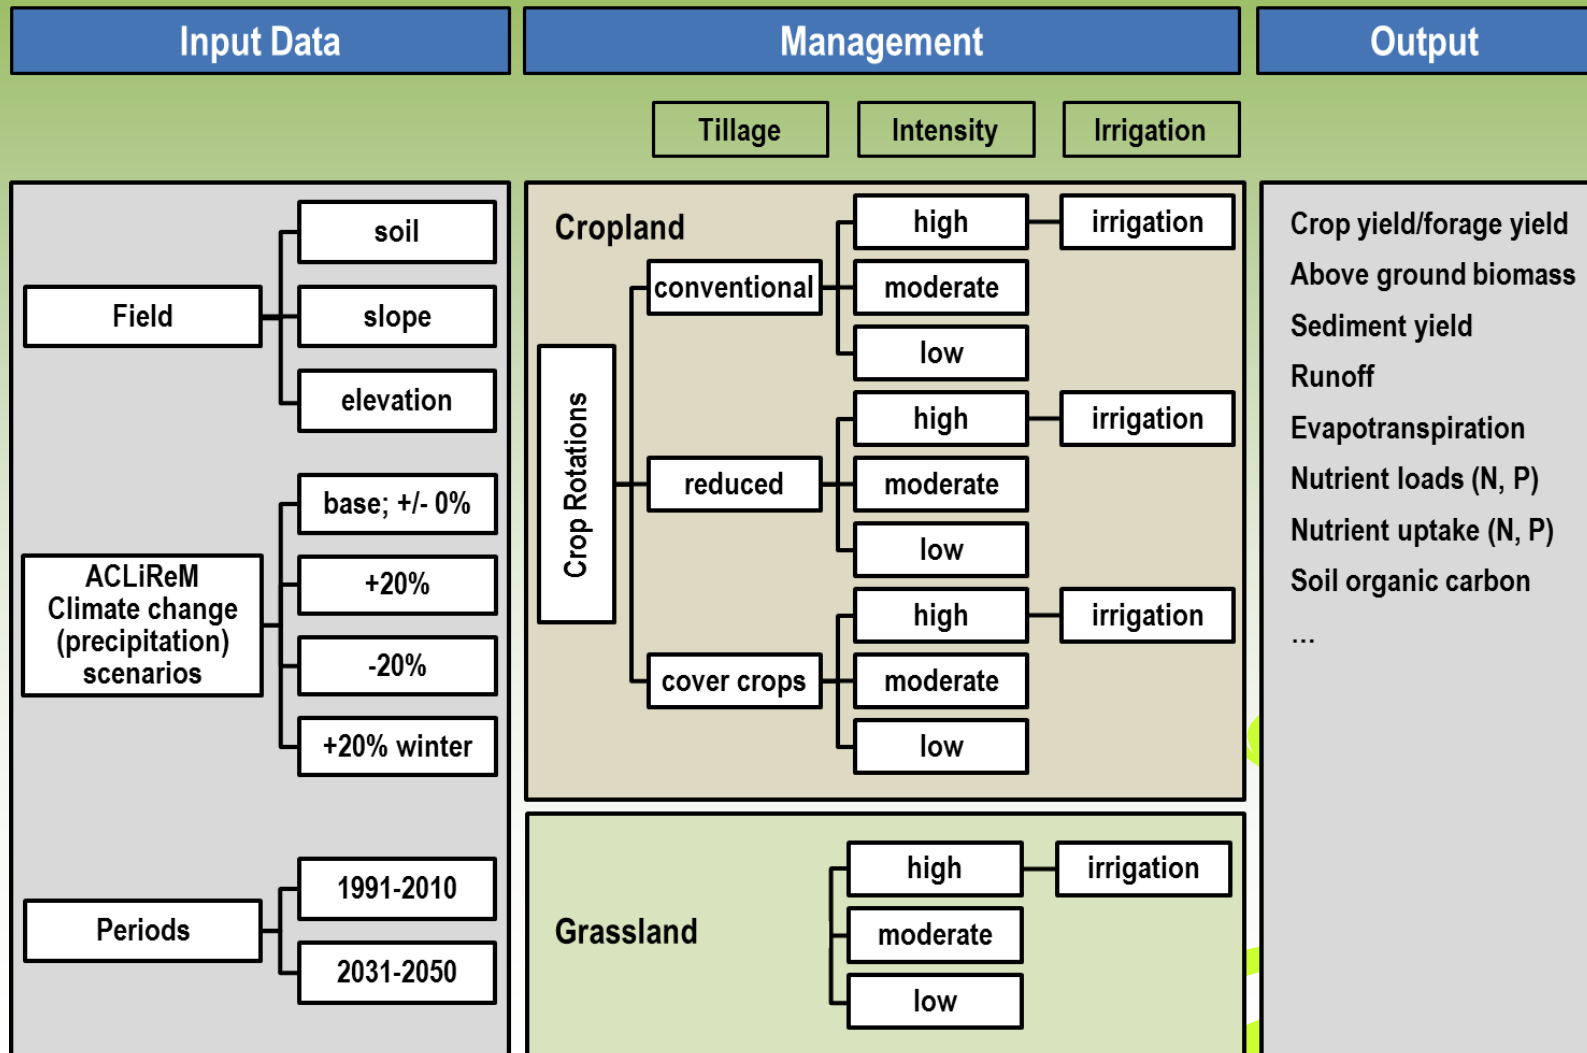 Input Data
Management
Output
Tillage
Intensity
Irrigation
Field
soil
slope
elevation
ACLiReM
Climate change
(precipitation)
scenarios
base; +/- 0%
+20%
-20%
+20% winter
Periods
1991-2010
2031-2050
Cropland
Crop Rotations
conventional
high
irrigation
moderate
low
reduced
high
irrigation
moderate
low
cover crops
high
irrigation
moderate
low
Grassland
high
irrigation
moderate
low
Crop yield/forage yield
Above ground biomass
Sediment yield
Runoff
Evapotranspiration
Nutrient loads (N, P)
Nutrient uptake (N, P)
Soil organic carbon
...